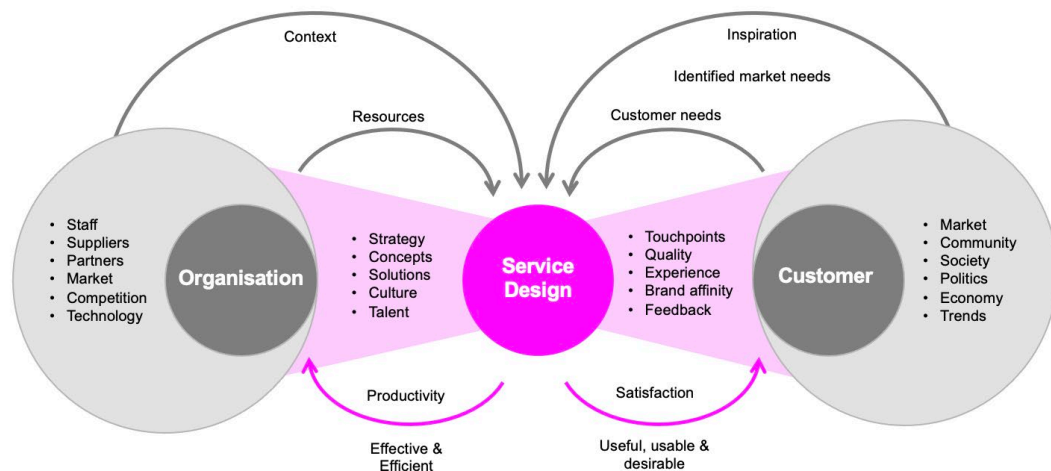 Context
Inspiration
Identified market needs
Resources
Customer needs
• Staff
• Suppliers
• Partners
• Market
• Competition
• Technology
Organisation
• Strategy
• Concepts
• Solutions
• Culture
• Talent
Service
Design
• Touchpoints
• Quality
• Experience
• Brand affinity
• Feedback
Customer
• Market
• Community
• Society
• Politics
• Economy
• Trends
Productivity
Effective &
Efficient
Satisfaction
Useful, usable &
desirable